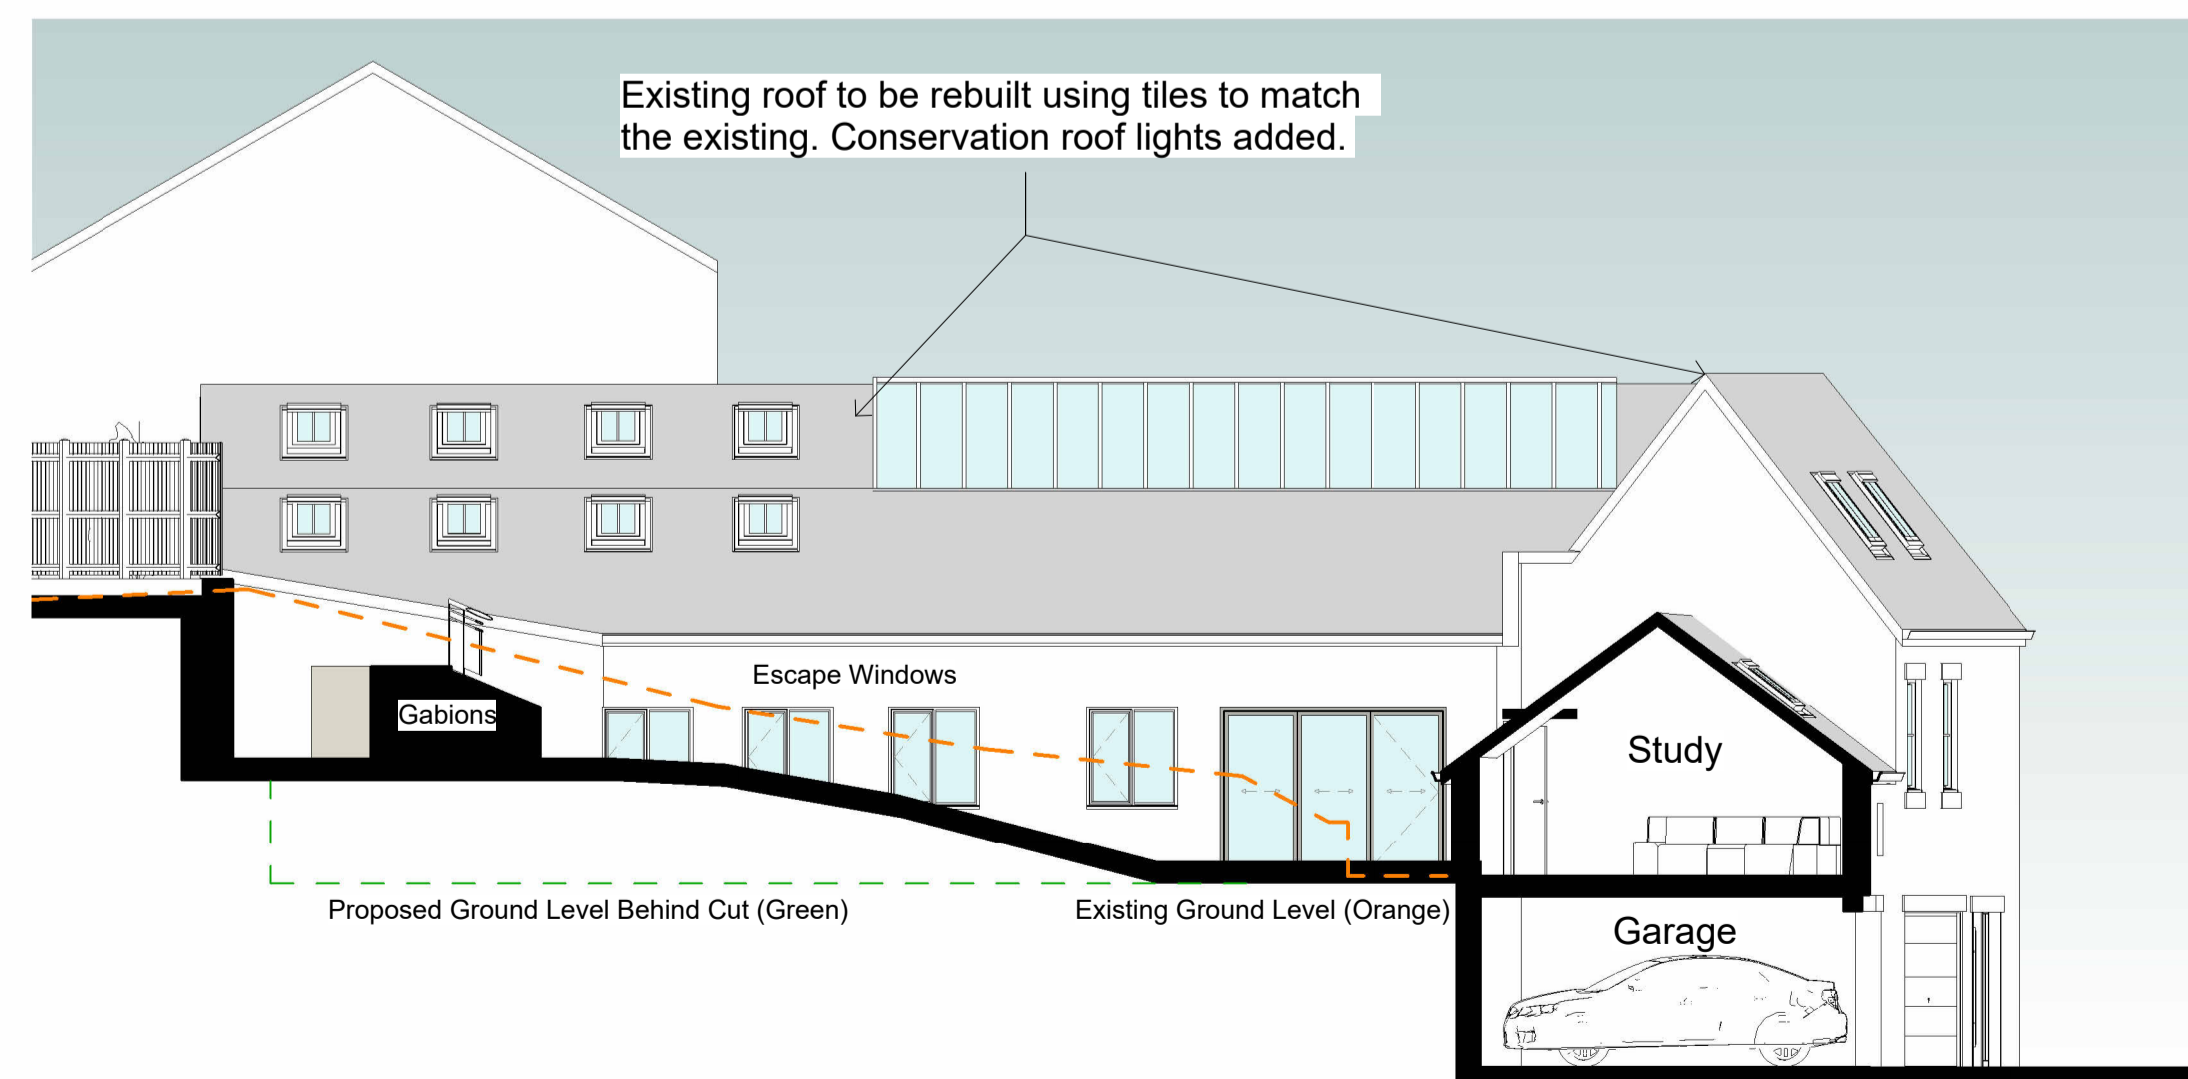 Existing roof to be rebuilt using tiles to match
the existing. Conservation roof lights added.
Escape Windows
Gabions
Study
Proposed Ground Level Behind Cut (Green)
Existing Ground Level (Orange)
Garage